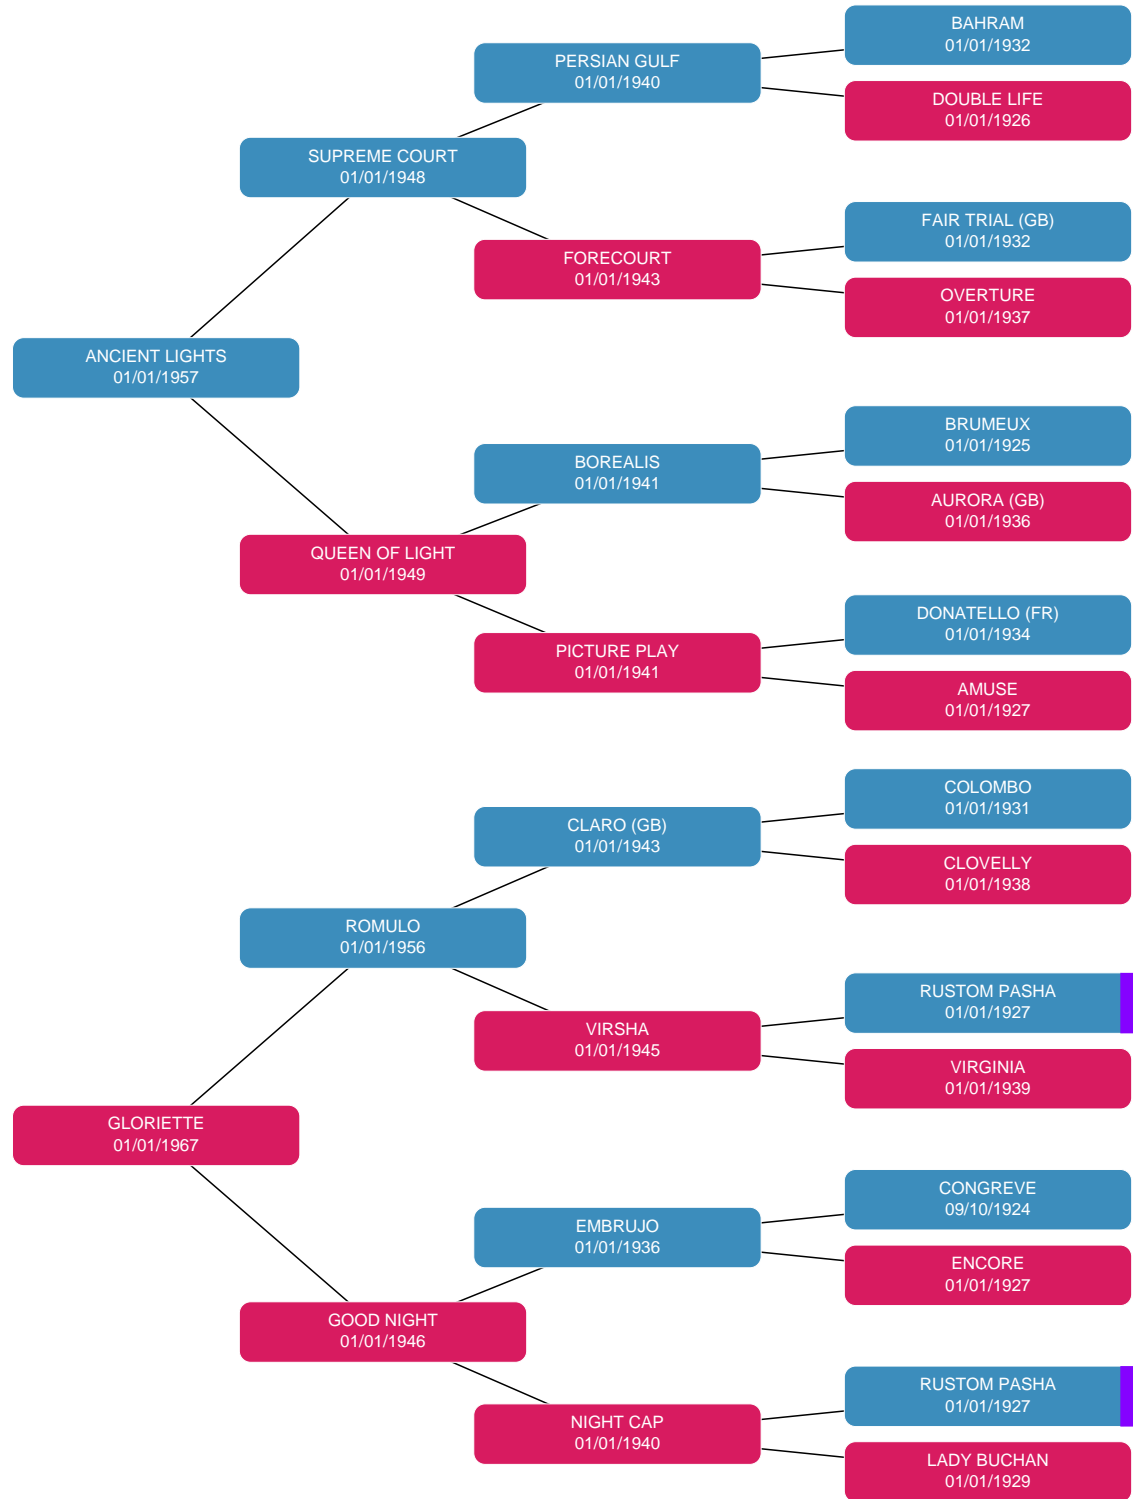 BAHRAM
01/01/1932
PERSIAN GULF
01/01/1940
DOUBLE LIFE
01/01/1926
SUPREME COURT
01/01/1948
FAIR TRIAL (GB)
01/01/1932
FORECOURT
01/01/1943
OVERTURE
01/01/1937
ANCIENT LIGHTS
01/01/1957
BRUMEUX
01/01/1925
BOREALIS
01/01/1941
AURORA (GB)
01/01/1936
QUEEN OF LIGHT
01/01/1949
DONATELLO (FR)
01/01/1934
PICTURE PLAY
01/01/1941
AMUSE
01/01/1927
COLOMBO
01/01/1931
CLARO (GB)
01/01/1943
CLOVELLY
01/01/1938
ROMULO
01/01/1956
RUSTOM PASHA
01/01/1927
VIRSHA
01/01/1945
VIRGINIA
01/01/1939
GLORIETTE
01/01/1967
CONGREVE
09/10/1924
EMBRUJO
01/01/1936
ENCORE
01/01/1927
GOOD NIGHT
01/01/1946
RUSTOM PASHA
01/01/1927
NIGHT CAP
01/01/1940
LADY BUCHAN
01/01/1929